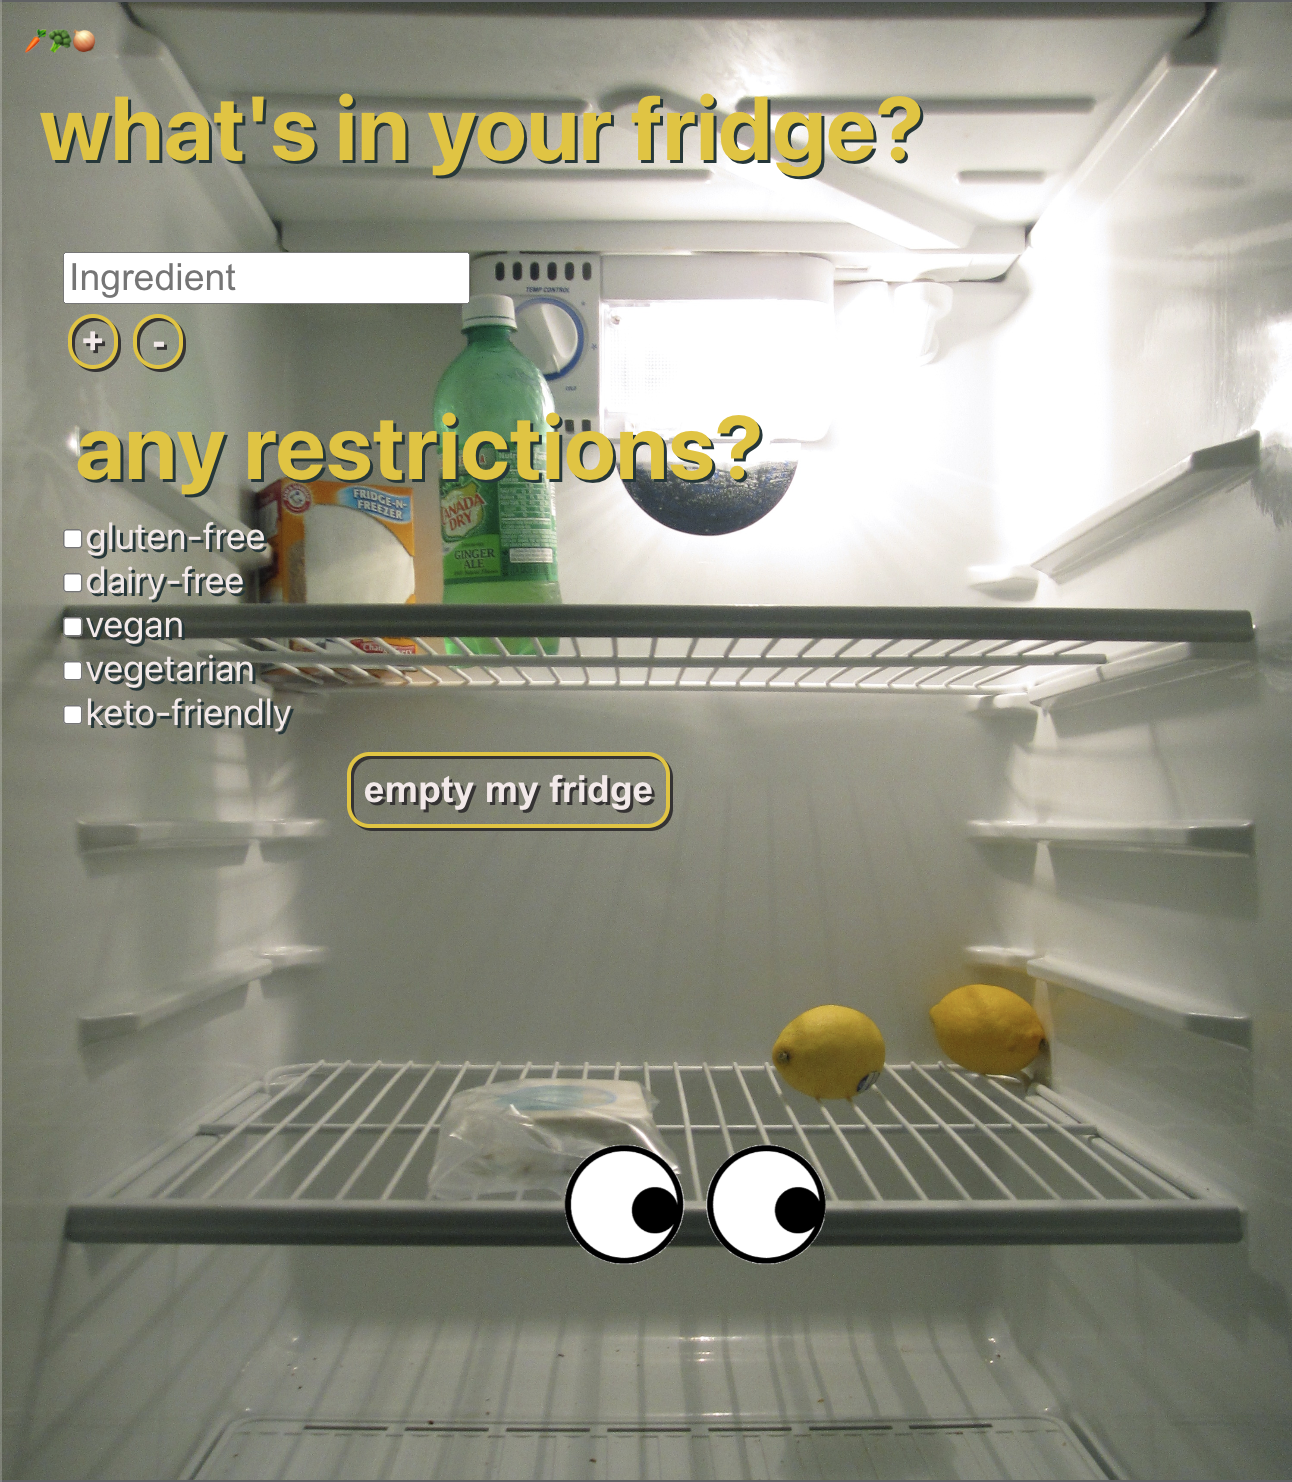 what's in your fridge?
Ingredient
TEMP CONTROL
+ -
any restrictions?
FRIDGE-N-
FREEZER
CANADA
DRY
GINGER
ALE
gluten-free
dairy-free
vegan
vegetarian
keto-friendly
empty my fridge